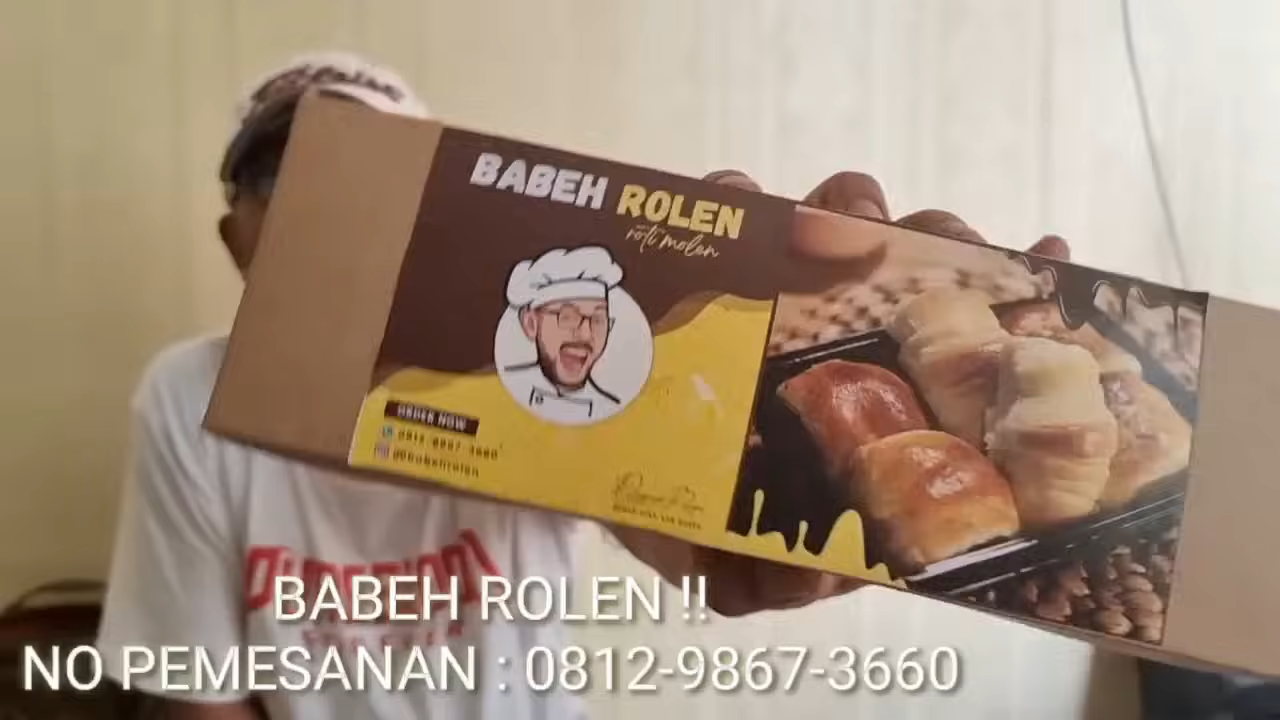 BABEH ROLEN
roti molen
ORDER NOW
0812-9867-3660
@babehrolen
BABEH ROLEN !!
NO PEMESANAN : 0812-9867-3660